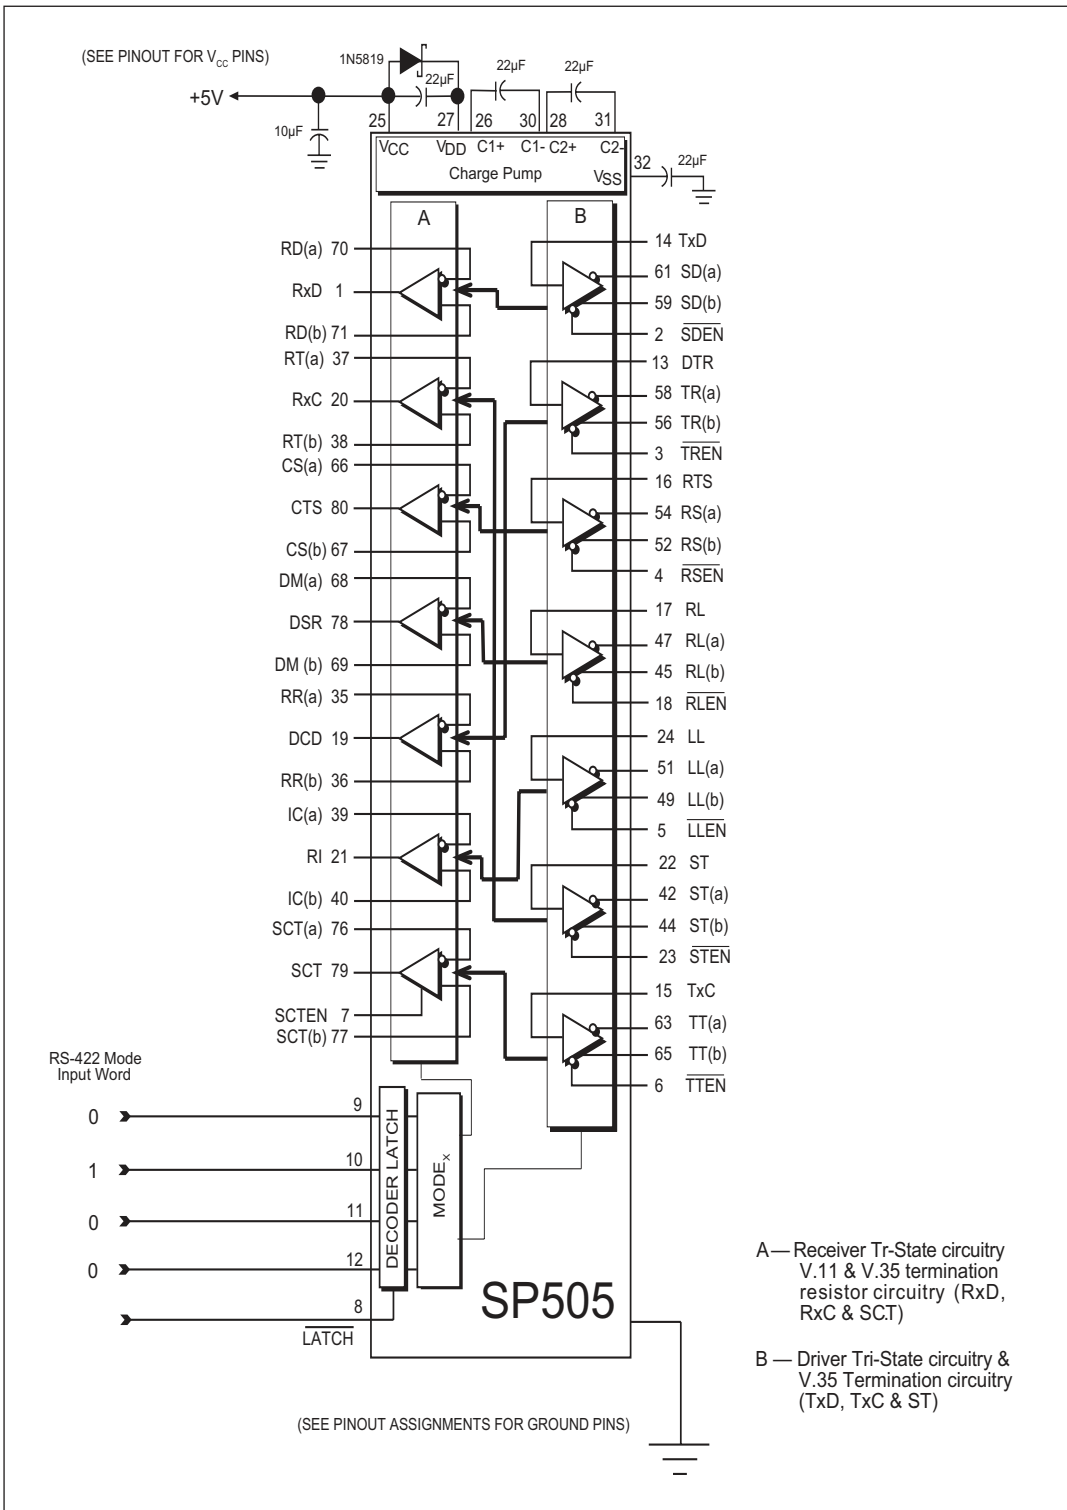 (SEE PINOUT FOR VCC PINS)
1N5819
22µF
22µF
22µF
+5V
10µF
25
27
26
30
28
31
VCC
VDD
C1+
C1-
C2+
C2-
Charge Pump
VSS
32
22µF
A
B
RD(a) 70
RxD 1
RD(b) 71
RT(a) 37
RxC 20
RT(b) 38
CS(a) 66
CTS 80
CS(b) 67
DM(a) 68
DSR 78
DM (b) 69
RR(a) 35
DCD 19
RR(b) 36
IC(a) 39
RI 21
IC(b) 40
SCT(a) 76
SCT 79
SCTEN 7
SCT(b) 77
14 TxD
61 SD(a)
59 SD(b)
2 SDEN
13 DTR
58 TR(a)
56 TR(b)
3 TREN
16 RTS
54 RS(a)
52 RS(b)
4 RSEN
17 RL
47 RL(a)
45 RL(b)
18 RLEN
24 LL
51 LL(a)
49 LL(b)
5 LLEN
22 ST
42 ST(a)
44 ST(b)
23 STEN
15 TxC
63 TT(a)
65 TT(b)
6 TTEN
RS-422 Mode
Input Word
0
9
1
10
0
11
0
12
8
LATCH
DECODER LATCH
MODEx
SP505
A — Receiver Tr-State circuitry
V.11 & V.35 termination
resistor circuitry (RxD,
RxC & SCT)
B — Driver Tri-State circuitry &
V.35 Termination circuitry
(TxD, TxC & ST)
(SEE PINOUT ASSIGNMENTS FOR GROUND PINS)